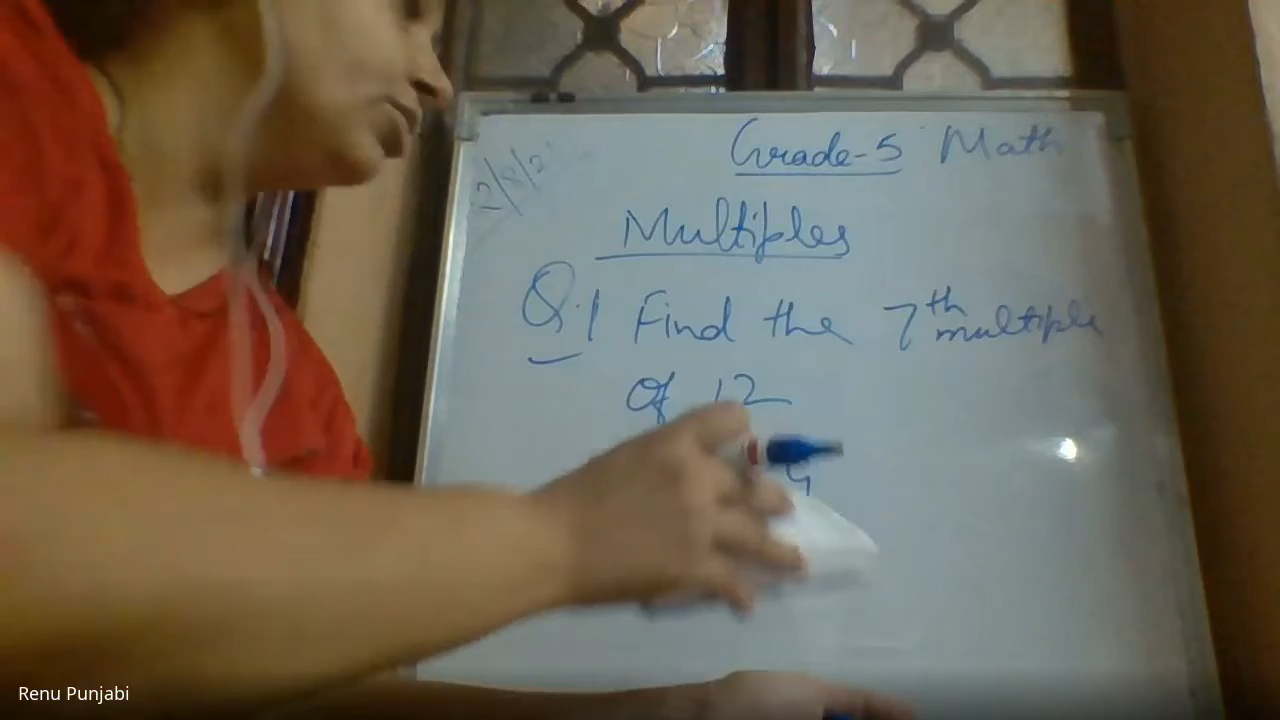 Grade-5 Math
Multiples
Q.1 Find the 7th multiple
of 12
Renu Punjabi